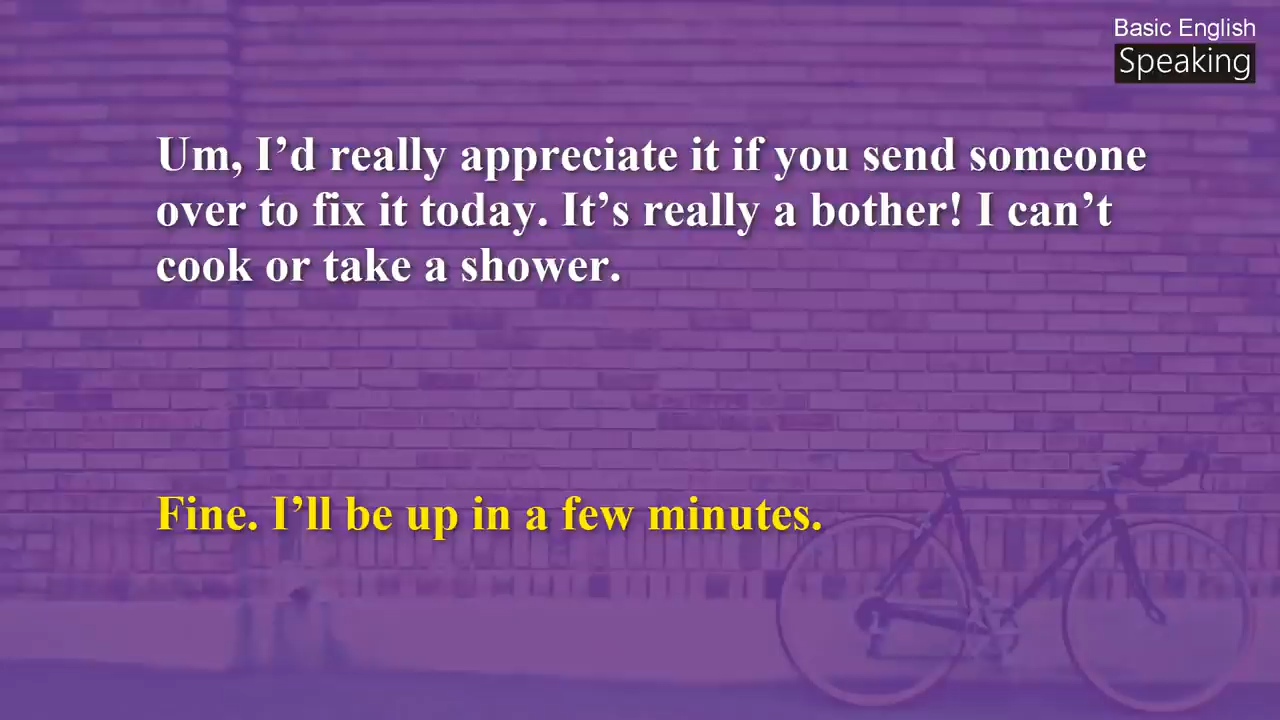 Basic English
Speaking
Um, I’d really appreciate it if you send someone
over to fix it today. It’s really a bother! I can’t
cook or take a shower.
Fine. I’ll be up in a few minutes.